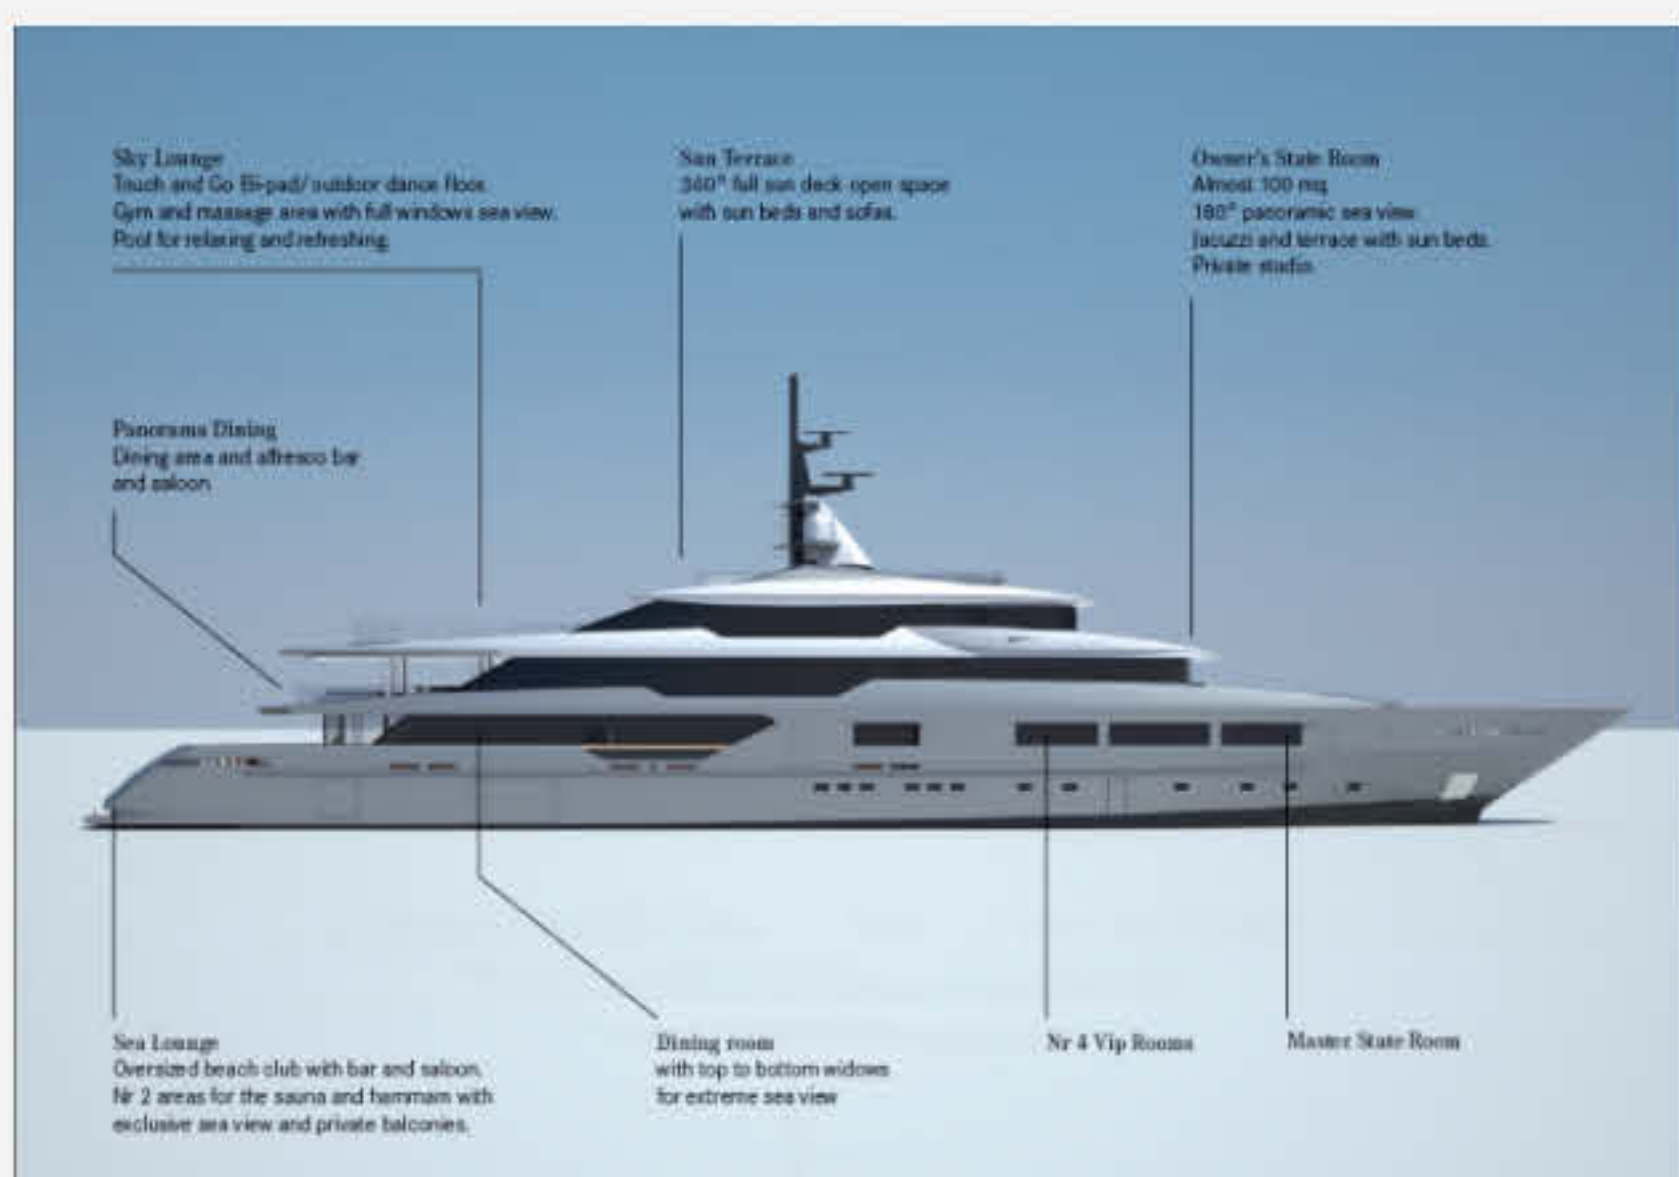 Sky Lounge
Touch and Go Eli-pad/ outdoor dance floor.
Gym and massage area with full windows sea view.
Pool for relaxing and refreshing.
Sun Terrace
360° full sun deck open space
with sun beds and sofas.
Owner's State Room
Almost 100 mq.
180° panoramic sea view.
Jacuzzi and terrace with sun beds.
Private studio.
Panorama Dining
Dining area and alfresco bar
and saloon.
Sea Lounge
Oversized beach club with bar and saloon.
Nr 2 areas for the sauna and hammam with
exclusive sea view and private balconies.
Dining room
with top to bottom widows
for extreme sea view
Nr 4 Vip Rooms
Master State Room